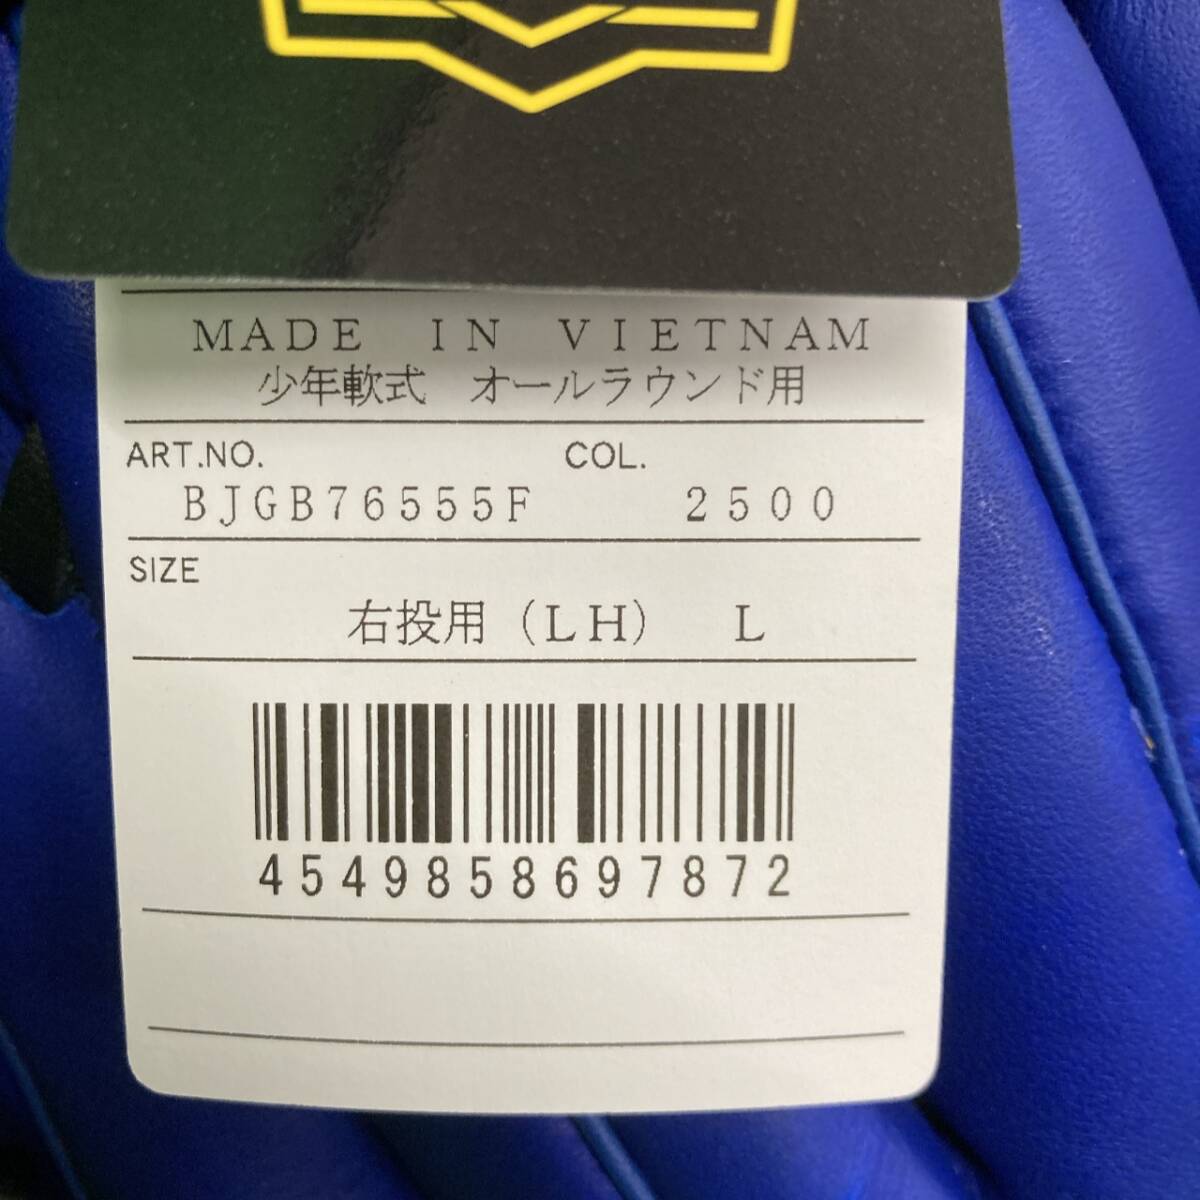 MADE IN VIETNAM
少年軟式 オールラウンド用
ART.NO. COL.
BJGB76555F 2500
SIZE
右投用（LH） L
4549858697872